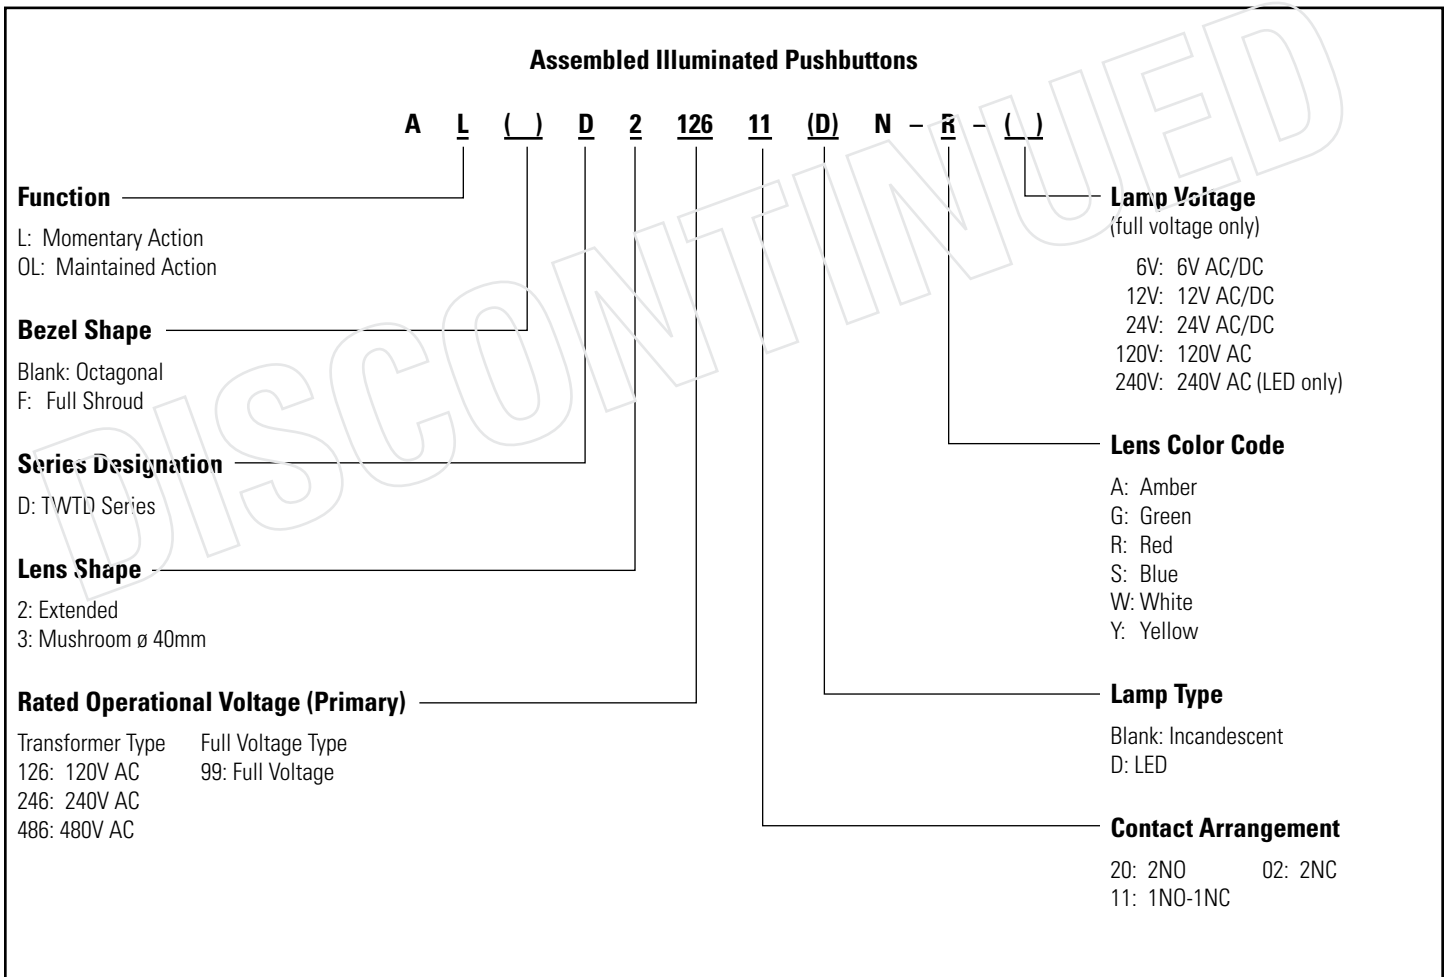 Assembled Illuminated Pushbuttons
A L ( ) D 2 126 11 (D) N – R – ( )
Function
L: Momentary Action
OL: Maintained Action
Bezel Shape
Blank: Octagonal
F: Full Shroud
Series Designation
D: TWTD Series
Lens Shape
2: Extended
3: Mushroom ø 40mm
Rated Operational Voltage (Primary)
Transformer Type Full Voltage Type
126: 120V AC 99: Full Voltage
246: 240V AC
486: 480V AC
Lamp Voltage
(full voltage only)
6V: 6V AC/DC
12V: 12V AC/DC
24V: 24V AC/DC
120V: 120V AC
240V: 240V AC (LED only)
Lens Color Code
A: Amber
G: Green
R: Red
S: Blue
W: White
Y: Yellow
Lamp Type
Blank: Incandescent
D: LED
Contact Arrangement
20: 2NO 02: 2NC
11: 1NO-1NC
DISCONTINUED